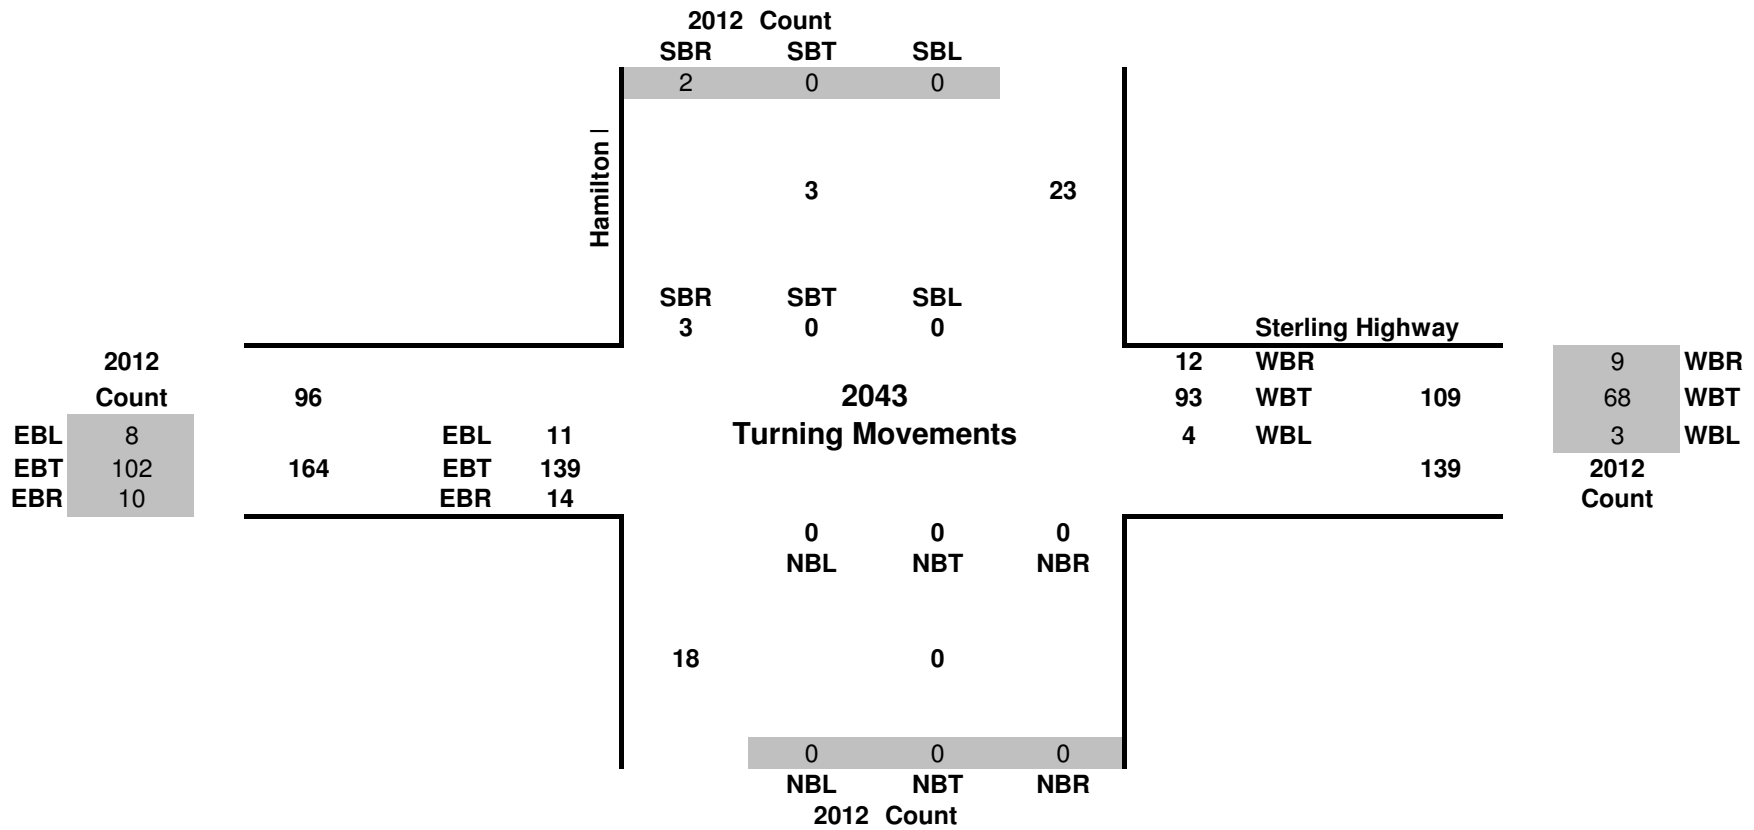 2012 Count
SBR SBT SBL
2 0 0
Hamilton
3 23
SBR SBT SBL
3 0 0
Sterling Highway
2012 12 WBR 9 WBR
Count 96 2043 93 WBT 109 68 WBT
EBL 8 EBL 11 Turning Movements 4 WBL 3 WBL
EBT 102 164 EBT 139 139 2012
EBR 10 EBR 14 Count
0 0 0
NBL NBT NBR
18 0
0 0 0
NBL NBT NBR
2012 Count